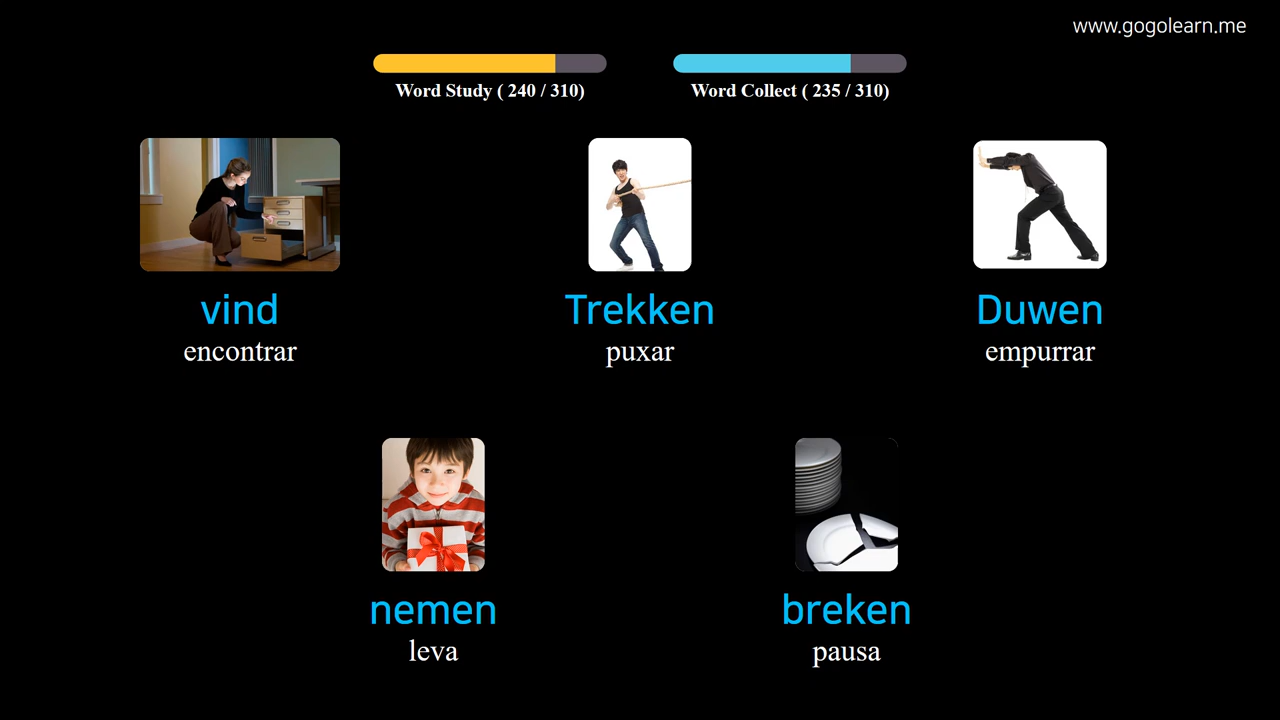 www.gogolearn.me
Word Study ( 240 / 310)
Word Collect ( 235 / 310)
vind
encontrar
Trekken
puxar
Duwen
empurrar
nemen
leva
breken
pausa